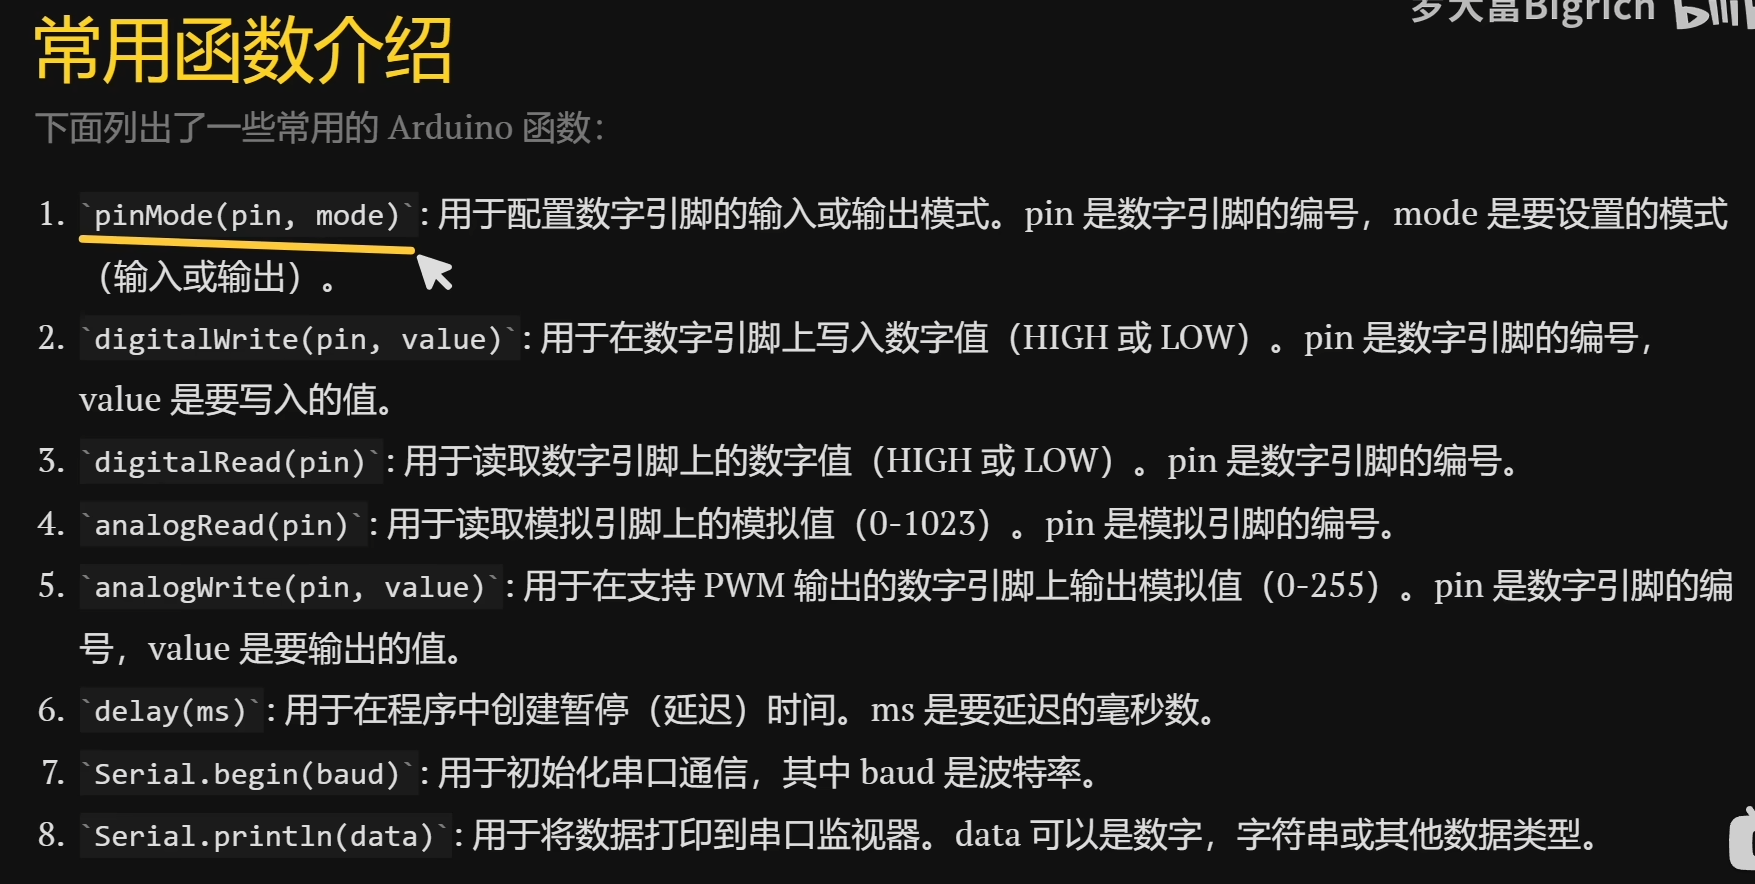 罗大富Bigrich bilibili
常用函数介绍
下面列出了一些常用的 Arduino 函数：
1. `pinMode(pin, mode)`: 用于配置数字引脚的输入或输出模式。pin 是数字引脚的编号，mode 是要设置的模式
（输入或输出）。
2. `digitalWrite(pin, value)`: 用于在数字引脚上写入数字值（HIGH 或 LOW）。pin 是数字引脚的编号，
value 是要写入的值。
3. `digitalRead(pin)`: 用于读取数字引脚上的数字值（HIGH 或 LOW）。pin 是数字引脚的编号。
4. `analogRead(pin)`: 用于读取模拟引脚上的模拟值（0-1023）。pin 是模拟引脚的编号。
5. `analogWrite(pin, value)`: 用于在支持 PWM 输出的数字引脚上输出模拟值（0-255）。pin 是数字引脚的编
号，value 是要输出的值。
6. `delay(ms)`: 用于在程序中创建暂停（延迟）时间。ms 是要延迟的毫秒数。
7. `Serial.begin(baud)`: 用于初始化串口通信，其中 baud 是波特率。
8. `Serial.println(data)`: 用于将数据打印到串口监视器。data 可以是数字，字符串或其他数据类型。